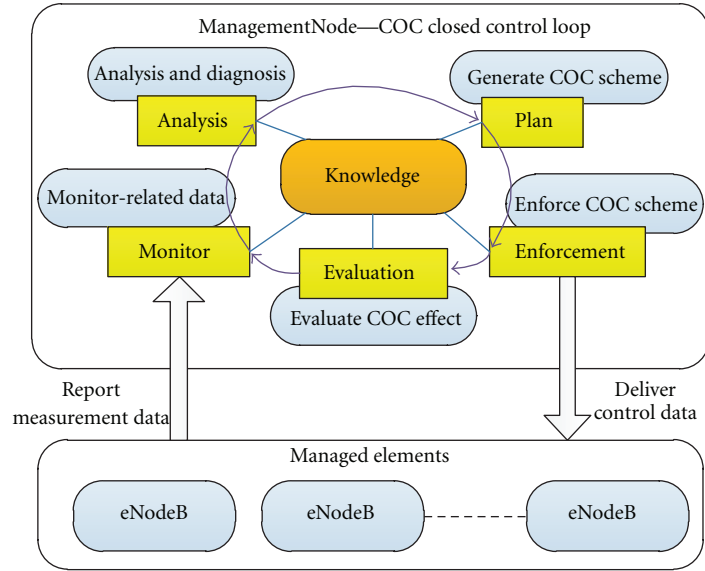 ManagementNode—COC closed control loop
Analysis and diagnosis
Generate COC scheme
Analysis
Plan
Knowledge
Monitor-related data
Enforce COC scheme
Monitor
Evaluation
Enforcement
Evaluate COC effect
Report
measurement data
Deliver
control data
Managed elements
eNodeB
eNodeB
eNodeB